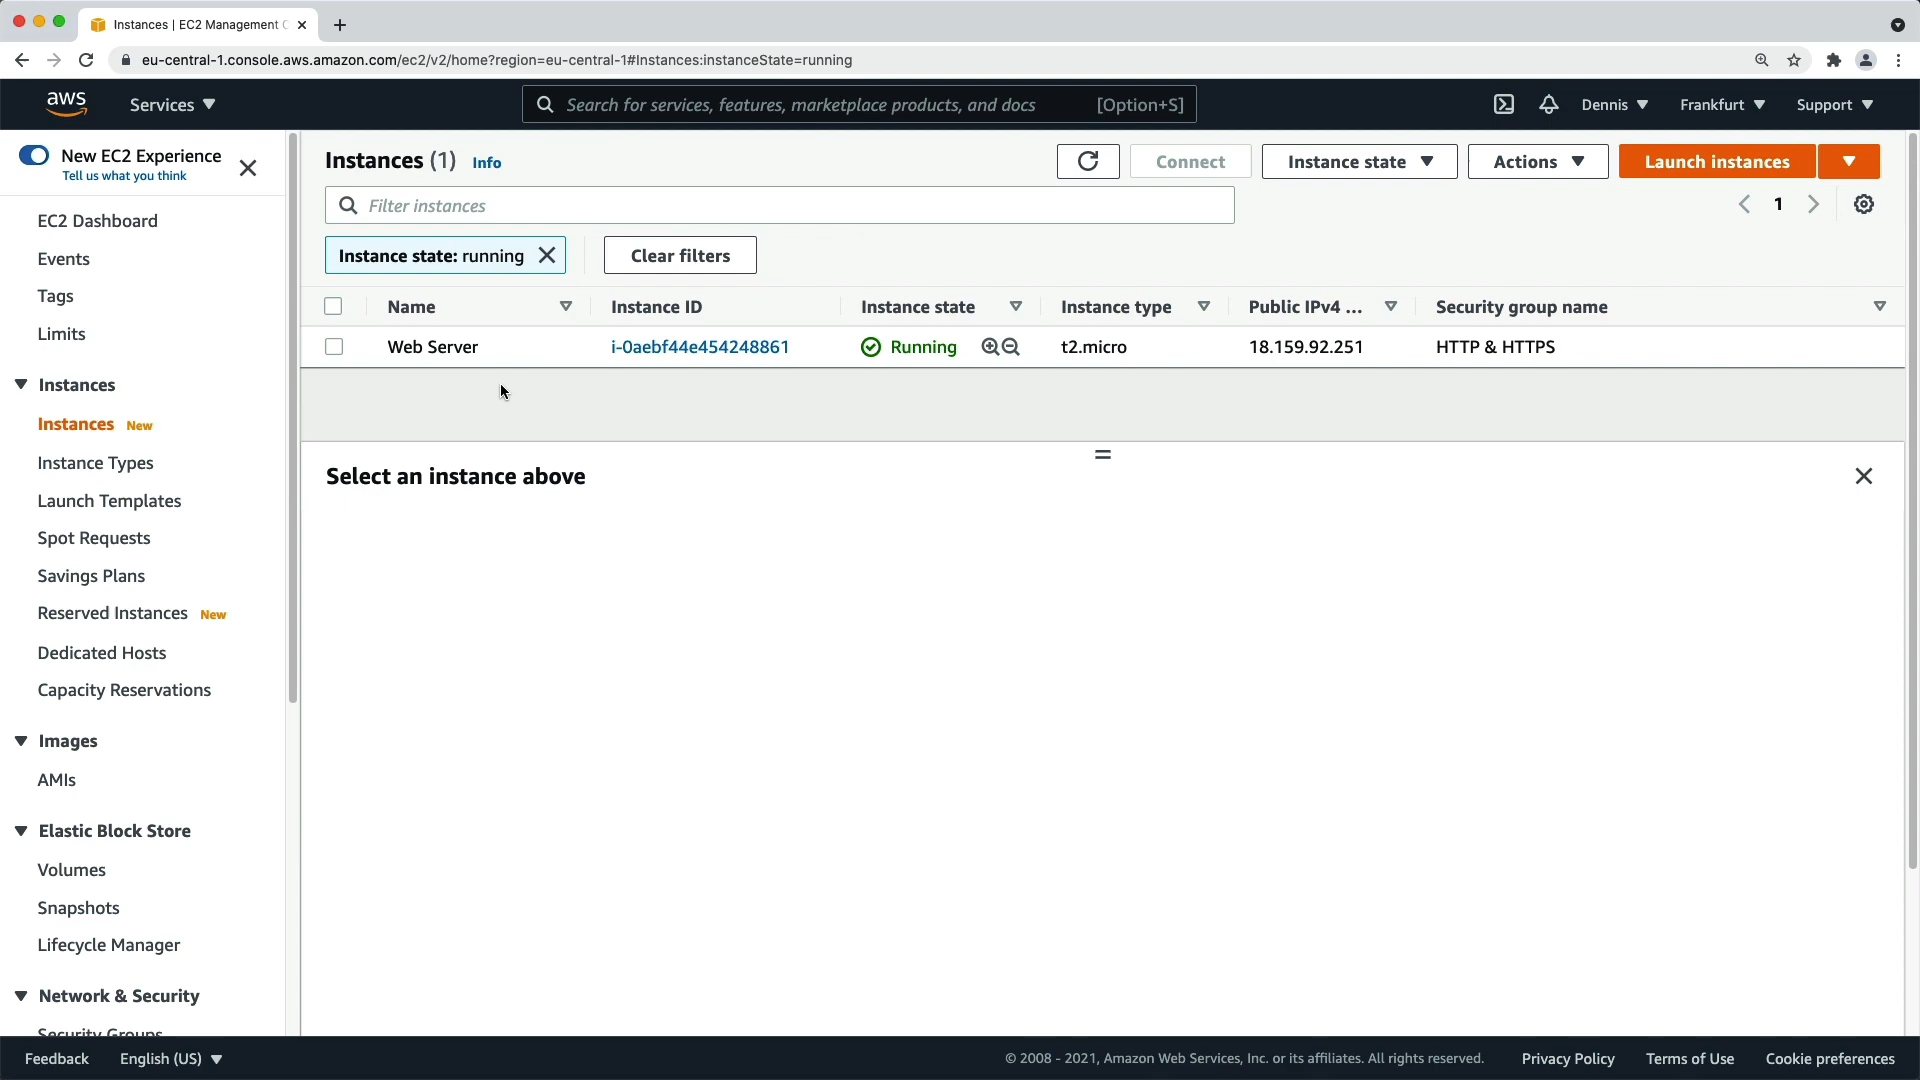 Instances | EC2 Management C
eu-central-1.console.aws.amazon.com/ec2/v2/home?region=eu-central-1#Instances:instanceState=running
aws Services Search for services, features, marketplace products, and docs [Option+S] Dennis Frankfurt Support
New EC2 Experience
Tell us what you think
EC2 Dashboard
Events
Tags
Limits
Instances
Instances New
Instance Types
Launch Templates
Spot Requests
Savings Plans
Reserved Instances New
Dedicated Hosts
Capacity Reservations
Images
AMIs
Elastic Block Store
Volumes
Snapshots
Lifecycle Manager
Network & Security
Security Groups
Instances (1) Info Connect Instance state Actions Launch instances
Filter instances 1
Instance state: running Clear filters
Name Instance ID Instance state Instance type Public IPv4 ... Security group name
Web Server i-0aebf44e454248861 Running t2.micro 18.159.92.251 HTTP & HTTPS
Select an instance above
Feedback English (US) © 2008 - 2021, Amazon Web Services, Inc. or its affiliates. All rights reserved. Privacy Policy Terms of Use Cookie preferences